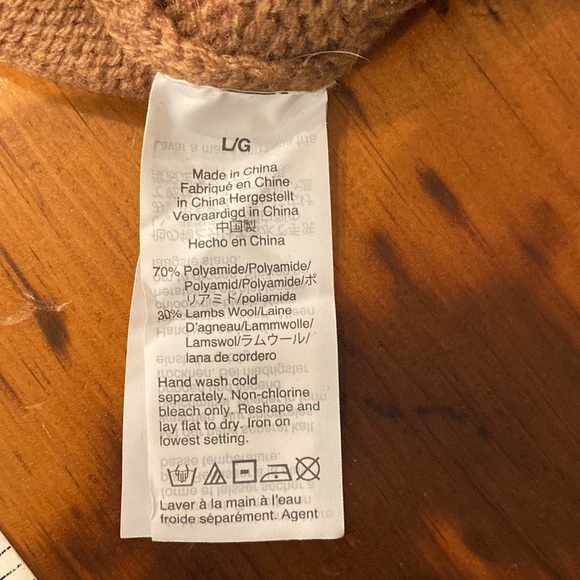 L/G
Made in China
Fabriqué en Chine
in China Hergestellt
Vervaardigd in China
中国製
Hecho en China
70% Polyamide/Polyamide/
Polyamid/Polyamide/ポ
リアミド/poliamida
30% Lambs Wool/Laine
D'agneau/Lammwolle/
Lamswol/ラムウール/
lana de cordero
Hand wash cold
separately. Non-chlorine
bleach only. Reshape and
lay flat to dry. Iron on
lowest setting.
Laver à la main à l'eau
froide séparément. Agent